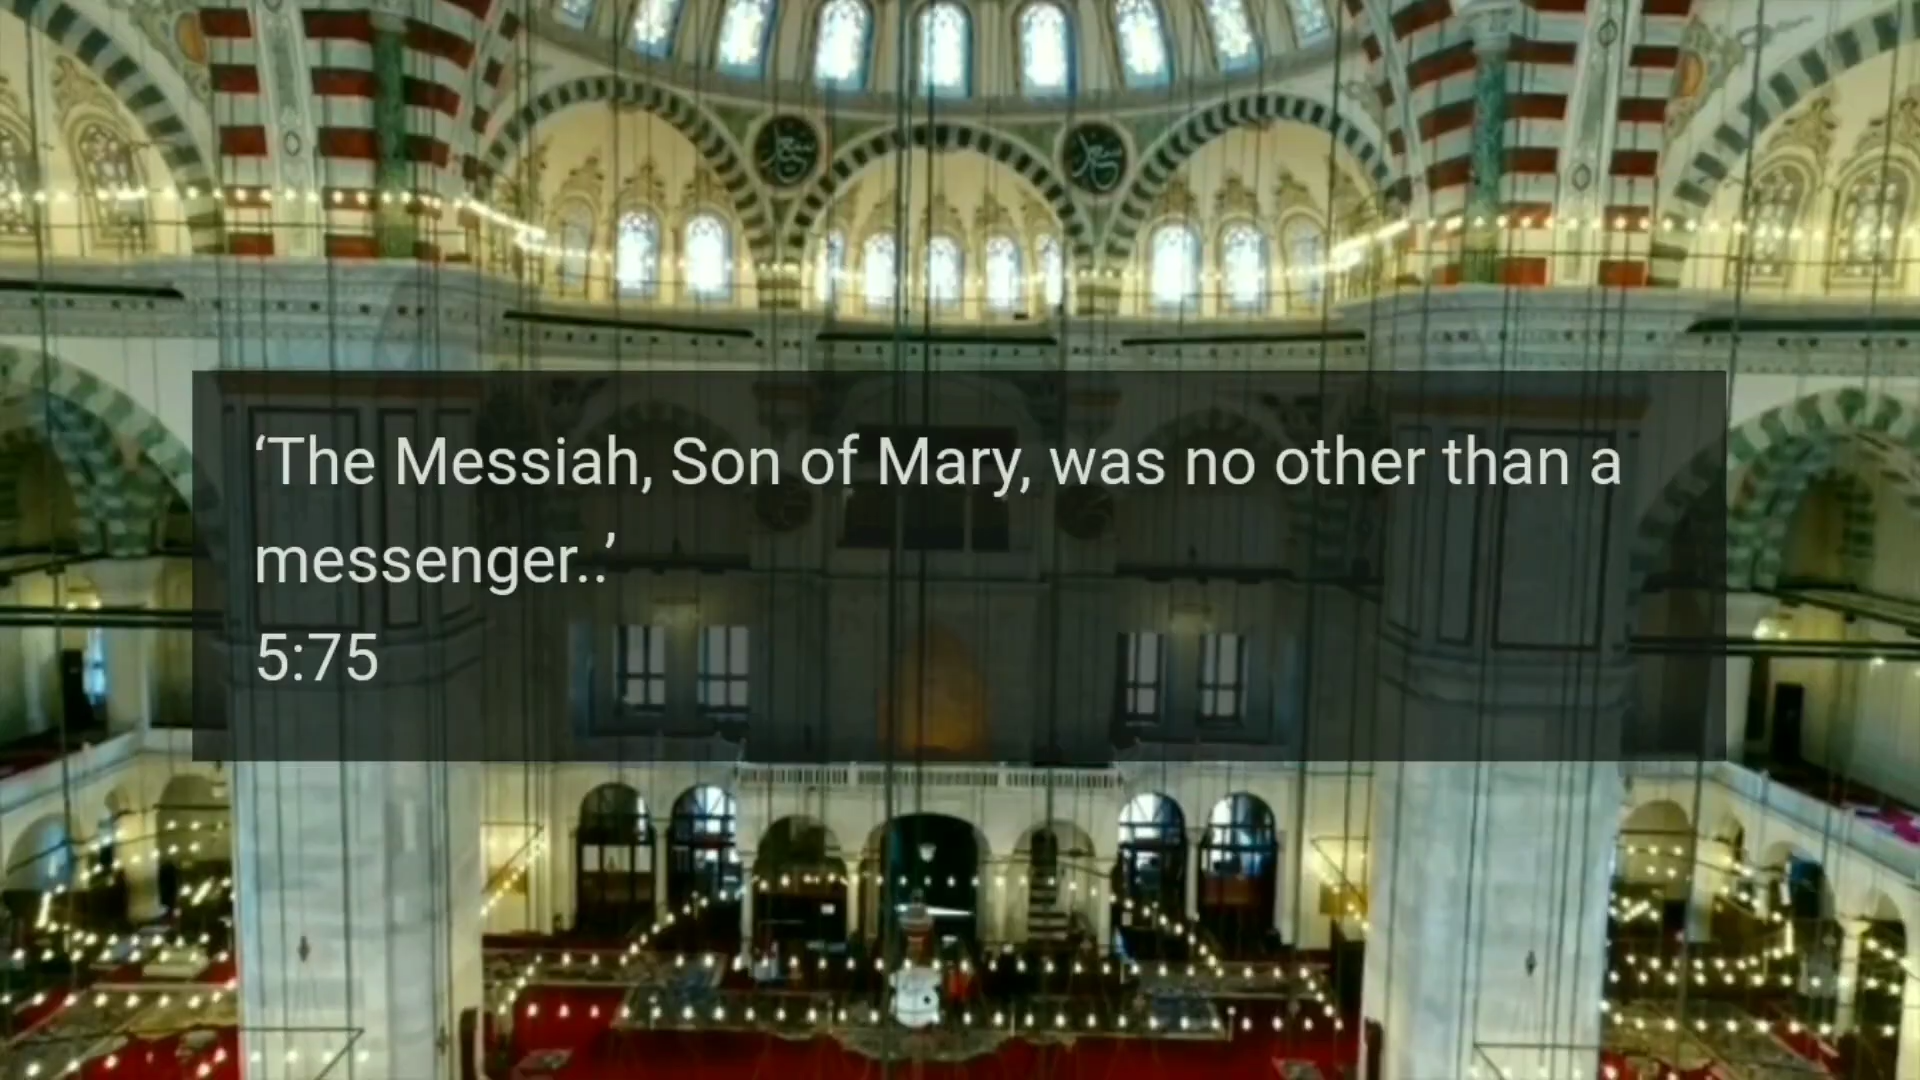 ‘The Messiah, Son of Mary, was no other than a
messenger..’
5:75